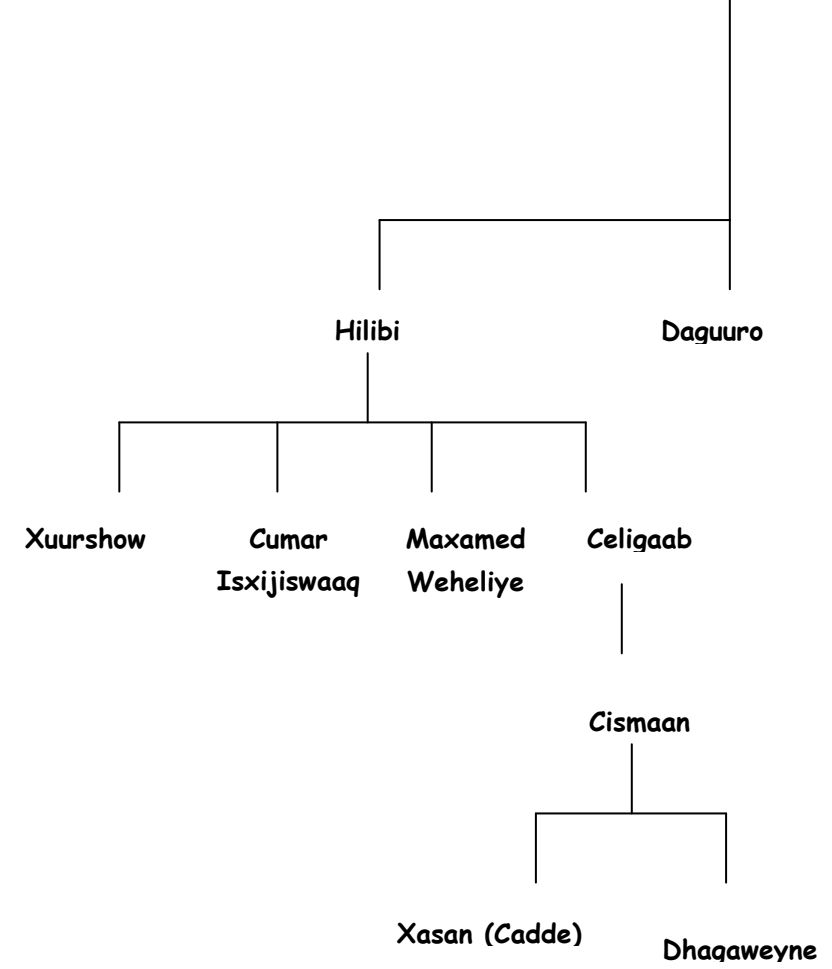 Hilibi
Daguuro
Xuurshow
Cumar
Isxijiswaaq
Maxamed
Weheliye
Celigaab
Cismaan
Xasan (Cadde)
Dhagaweyne